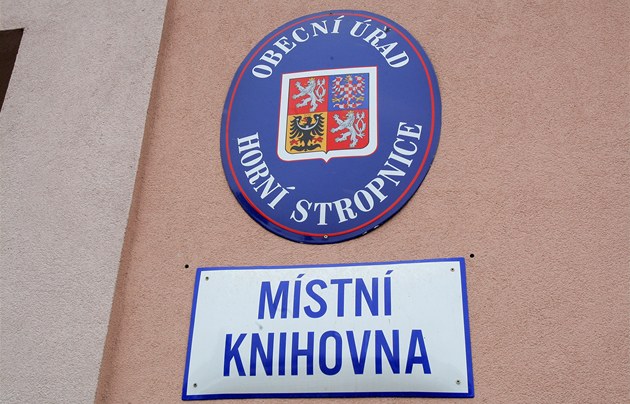 OBECNÍ ÚŘAD
HORNÍ STROPNICE
MÍSTNÍ
KNIHOVNA